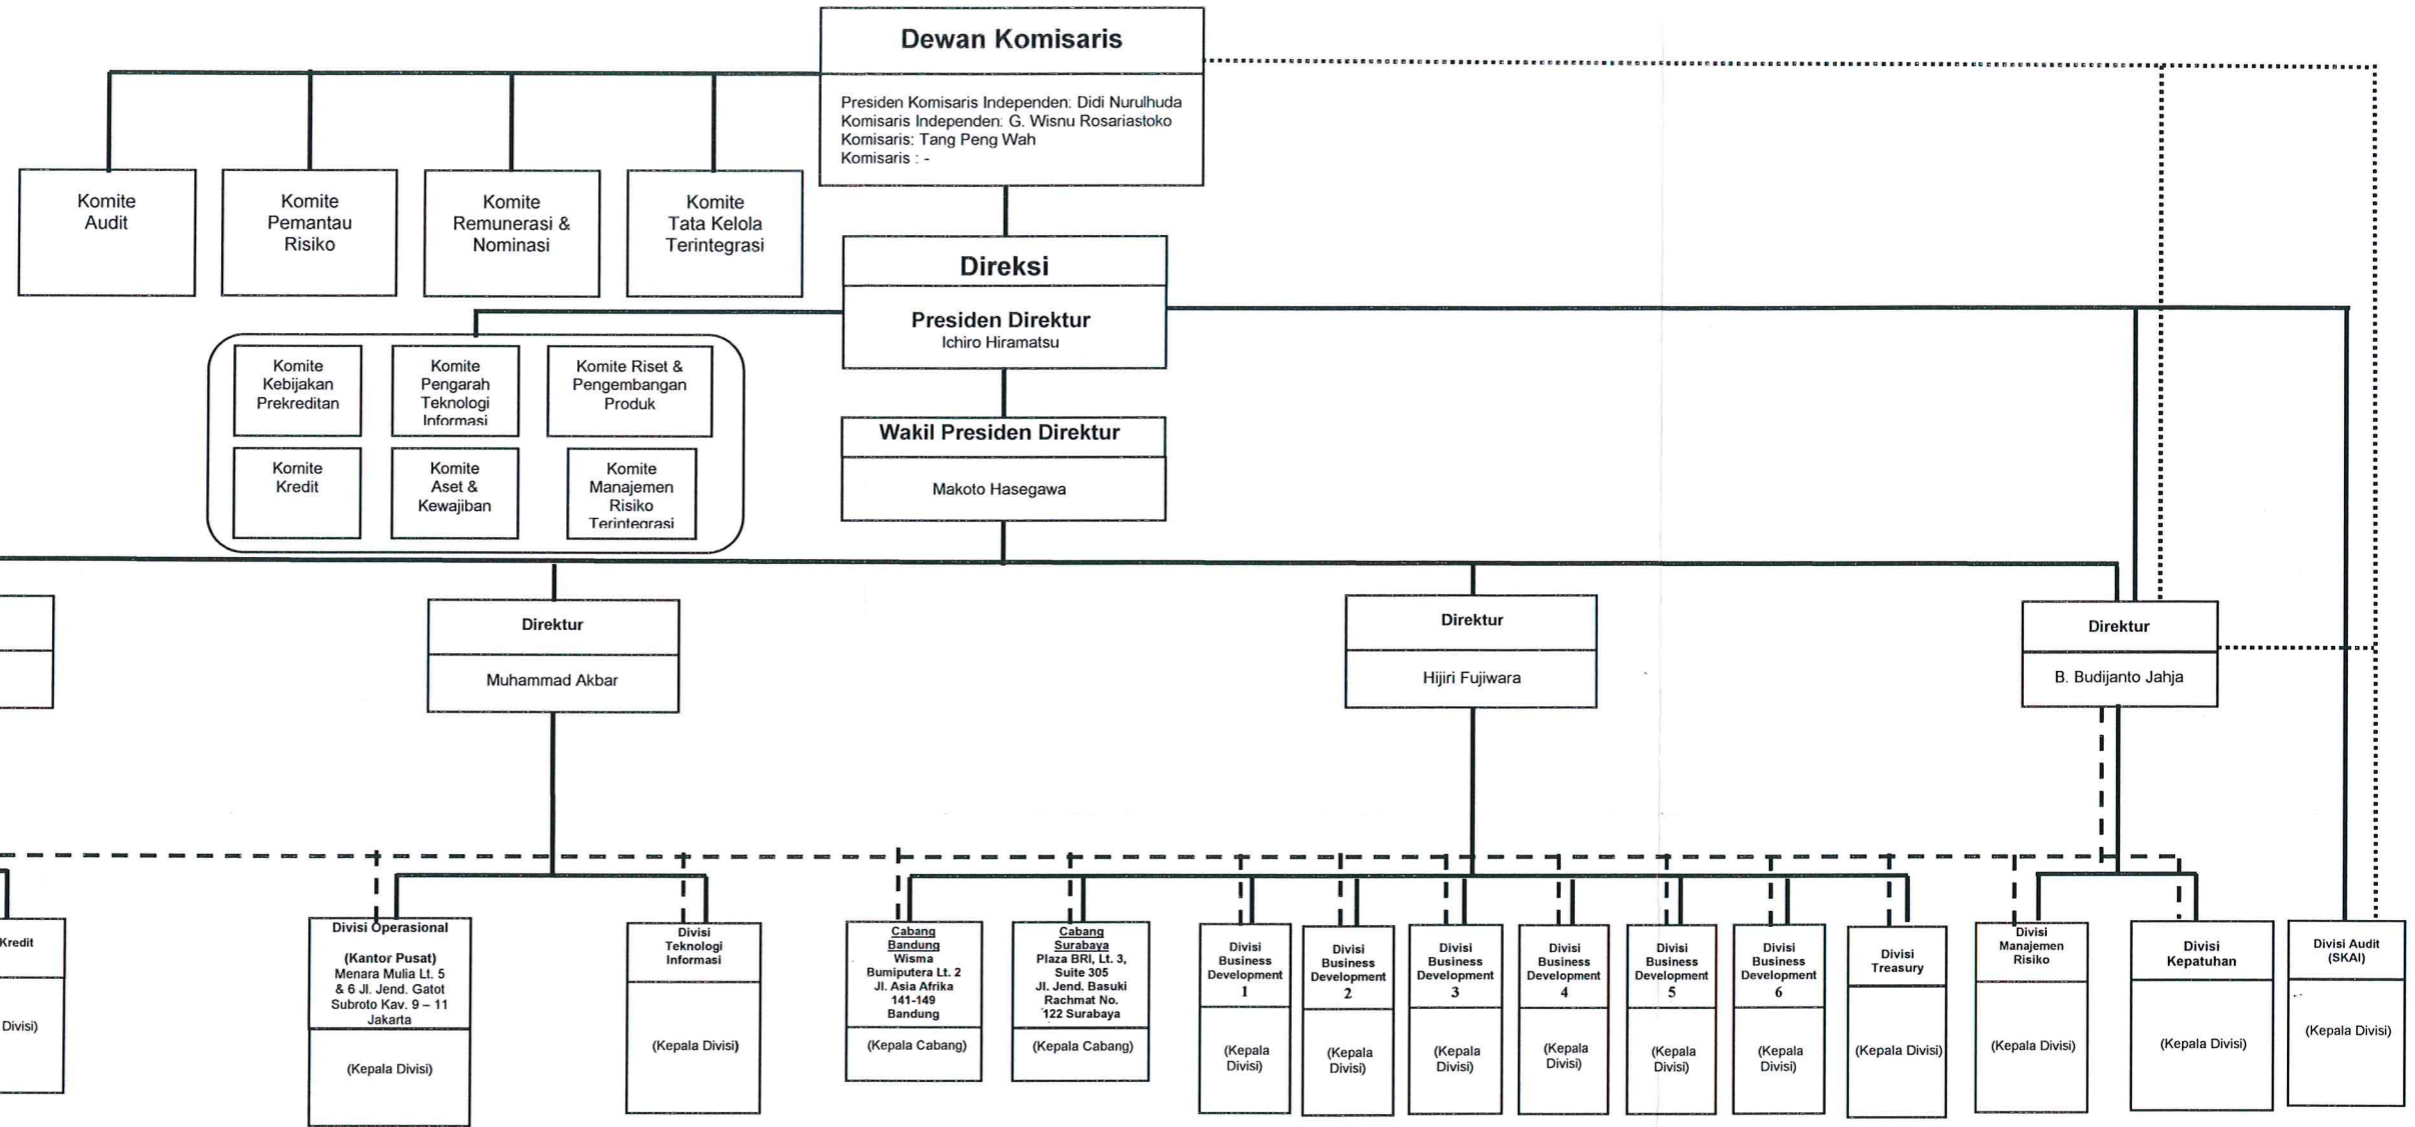 Dewan Komisaris
Presiden Komisaris Independen: Didi Nurulhuda
Komisaris Independen: G. Wisnu Rosariastoko
Komisaris: Tang Peng Wah
Komisaris : -
Komite
Audit
Komite
Pemantau
Risiko
Komite
Remunerasi &
Nominasi
Komite
Tata Kelola
Terintegrasi
Direksi
Presiden Direktur
Ichiro Hiramatsu
Komite
Kebijakan
Prekreditan
Komite
Pengarah
Teknologi
Informasi
Komite Riset &
Pengembangan
Produk
Komite
Kredit
Komite
Aset &
Kewajiban
Komite
Manajemen
Risiko
Terintegrasi
Wakil Presiden Direktur
Makoto Hasegawa
Direktur
Muhammad Akbar
Direktur
Hijiri Fujiwara
Direktur
B. Budijanto Jahja
Kredit
Divisi)
Divisi Operasional
(Kantor Pusat)
Menara Mulia Lt. 5
& 6 Jl. Jend. Gatot
Subroto Kav. 9 – 11
Jakarta
(Kepala Divisi)
Divisi
Teknologi
Informasi
(Kepala Divisi)
Cabang
Bandung
Wisma
Bumiputera Lt. 2
Jl. Asia Afrika
141-149
Bandung
(Kepala Cabang)
Cabang
Surabaya
Plaza BRI, Lt. 3,
Suite 305
Jl. Jend. Basuki
Rachmat No.
122 Surabaya
(Kepala Cabang)
Divisi
Business
Development
1
(Kepala
Divisi)
Divisi
Business
Development
2
(Kepala
Divisi)
Divisi
Business
Development
3
(Kepala
Divisi)
Divisi
Business
Development
4
(Kepala
Divisi)
Divisi
Business
Development
5
(Kepala
Divisi)
Divisi
Business
Development
6
(Kepala
Divisi)
Divisi
Treasury
(Kepala Divisi)
Divisi
Manajemen
Risiko
(Kepala Divisi)
Divisi
Kepatuhan
(Kepala Divisi)
Divisi Audit
(SKAI)
(Kepala Divisi)